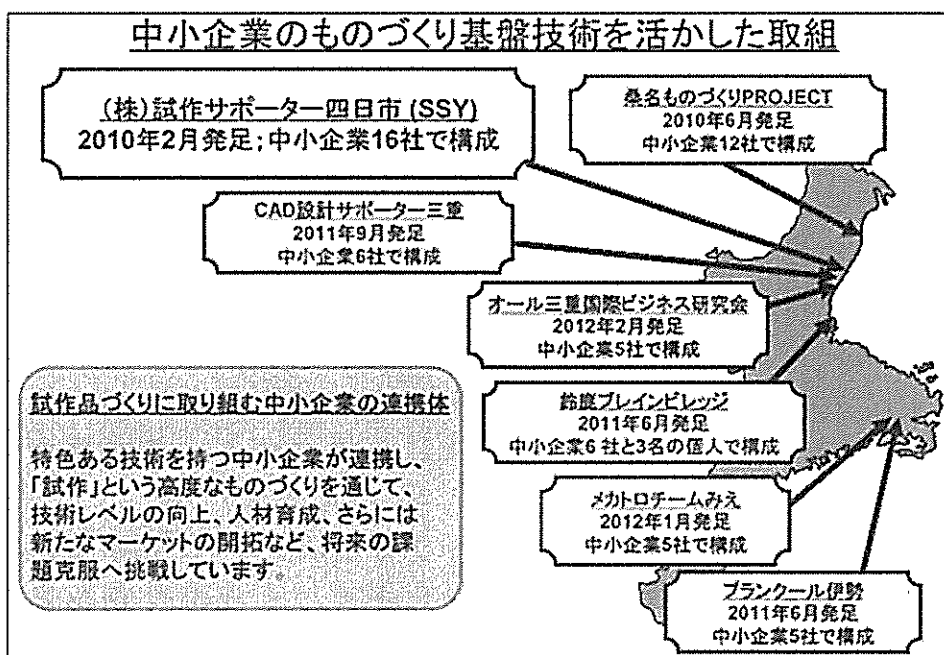 中小企業のものづくり基盤技術を活かした取組
(株)試作サポーター四日市 (SSY)
2010年2月発足;中小企業16社で構成
桑名ものづくりPROJECT
2010年6月発足
中小企業12社で構成
CAD設計サポーター三重
2011年9月発足
中小企業6社で構成
オール三重国際ビジネス研究会
2012年2月発足
中小企業5社で構成
鈴鹿ブレインビレッジ
2011年6月発足
中小企業6 社と3名の個人で構成
メカトロチームみえ
2012年1月発足
中小企業5社で構成
プランクール伊勢
2011年6月発足
中小企業5社で構成
試作品づくりに取り組む中小企業の連携体
特色ある技術を持つ中小企業が連携し、
「試作」という高度なものづくりを通じて、
技術レベルの向上、人材育成、さらには
新たなマーケットの開拓など、将来の課
題克服へ挑戦しています。